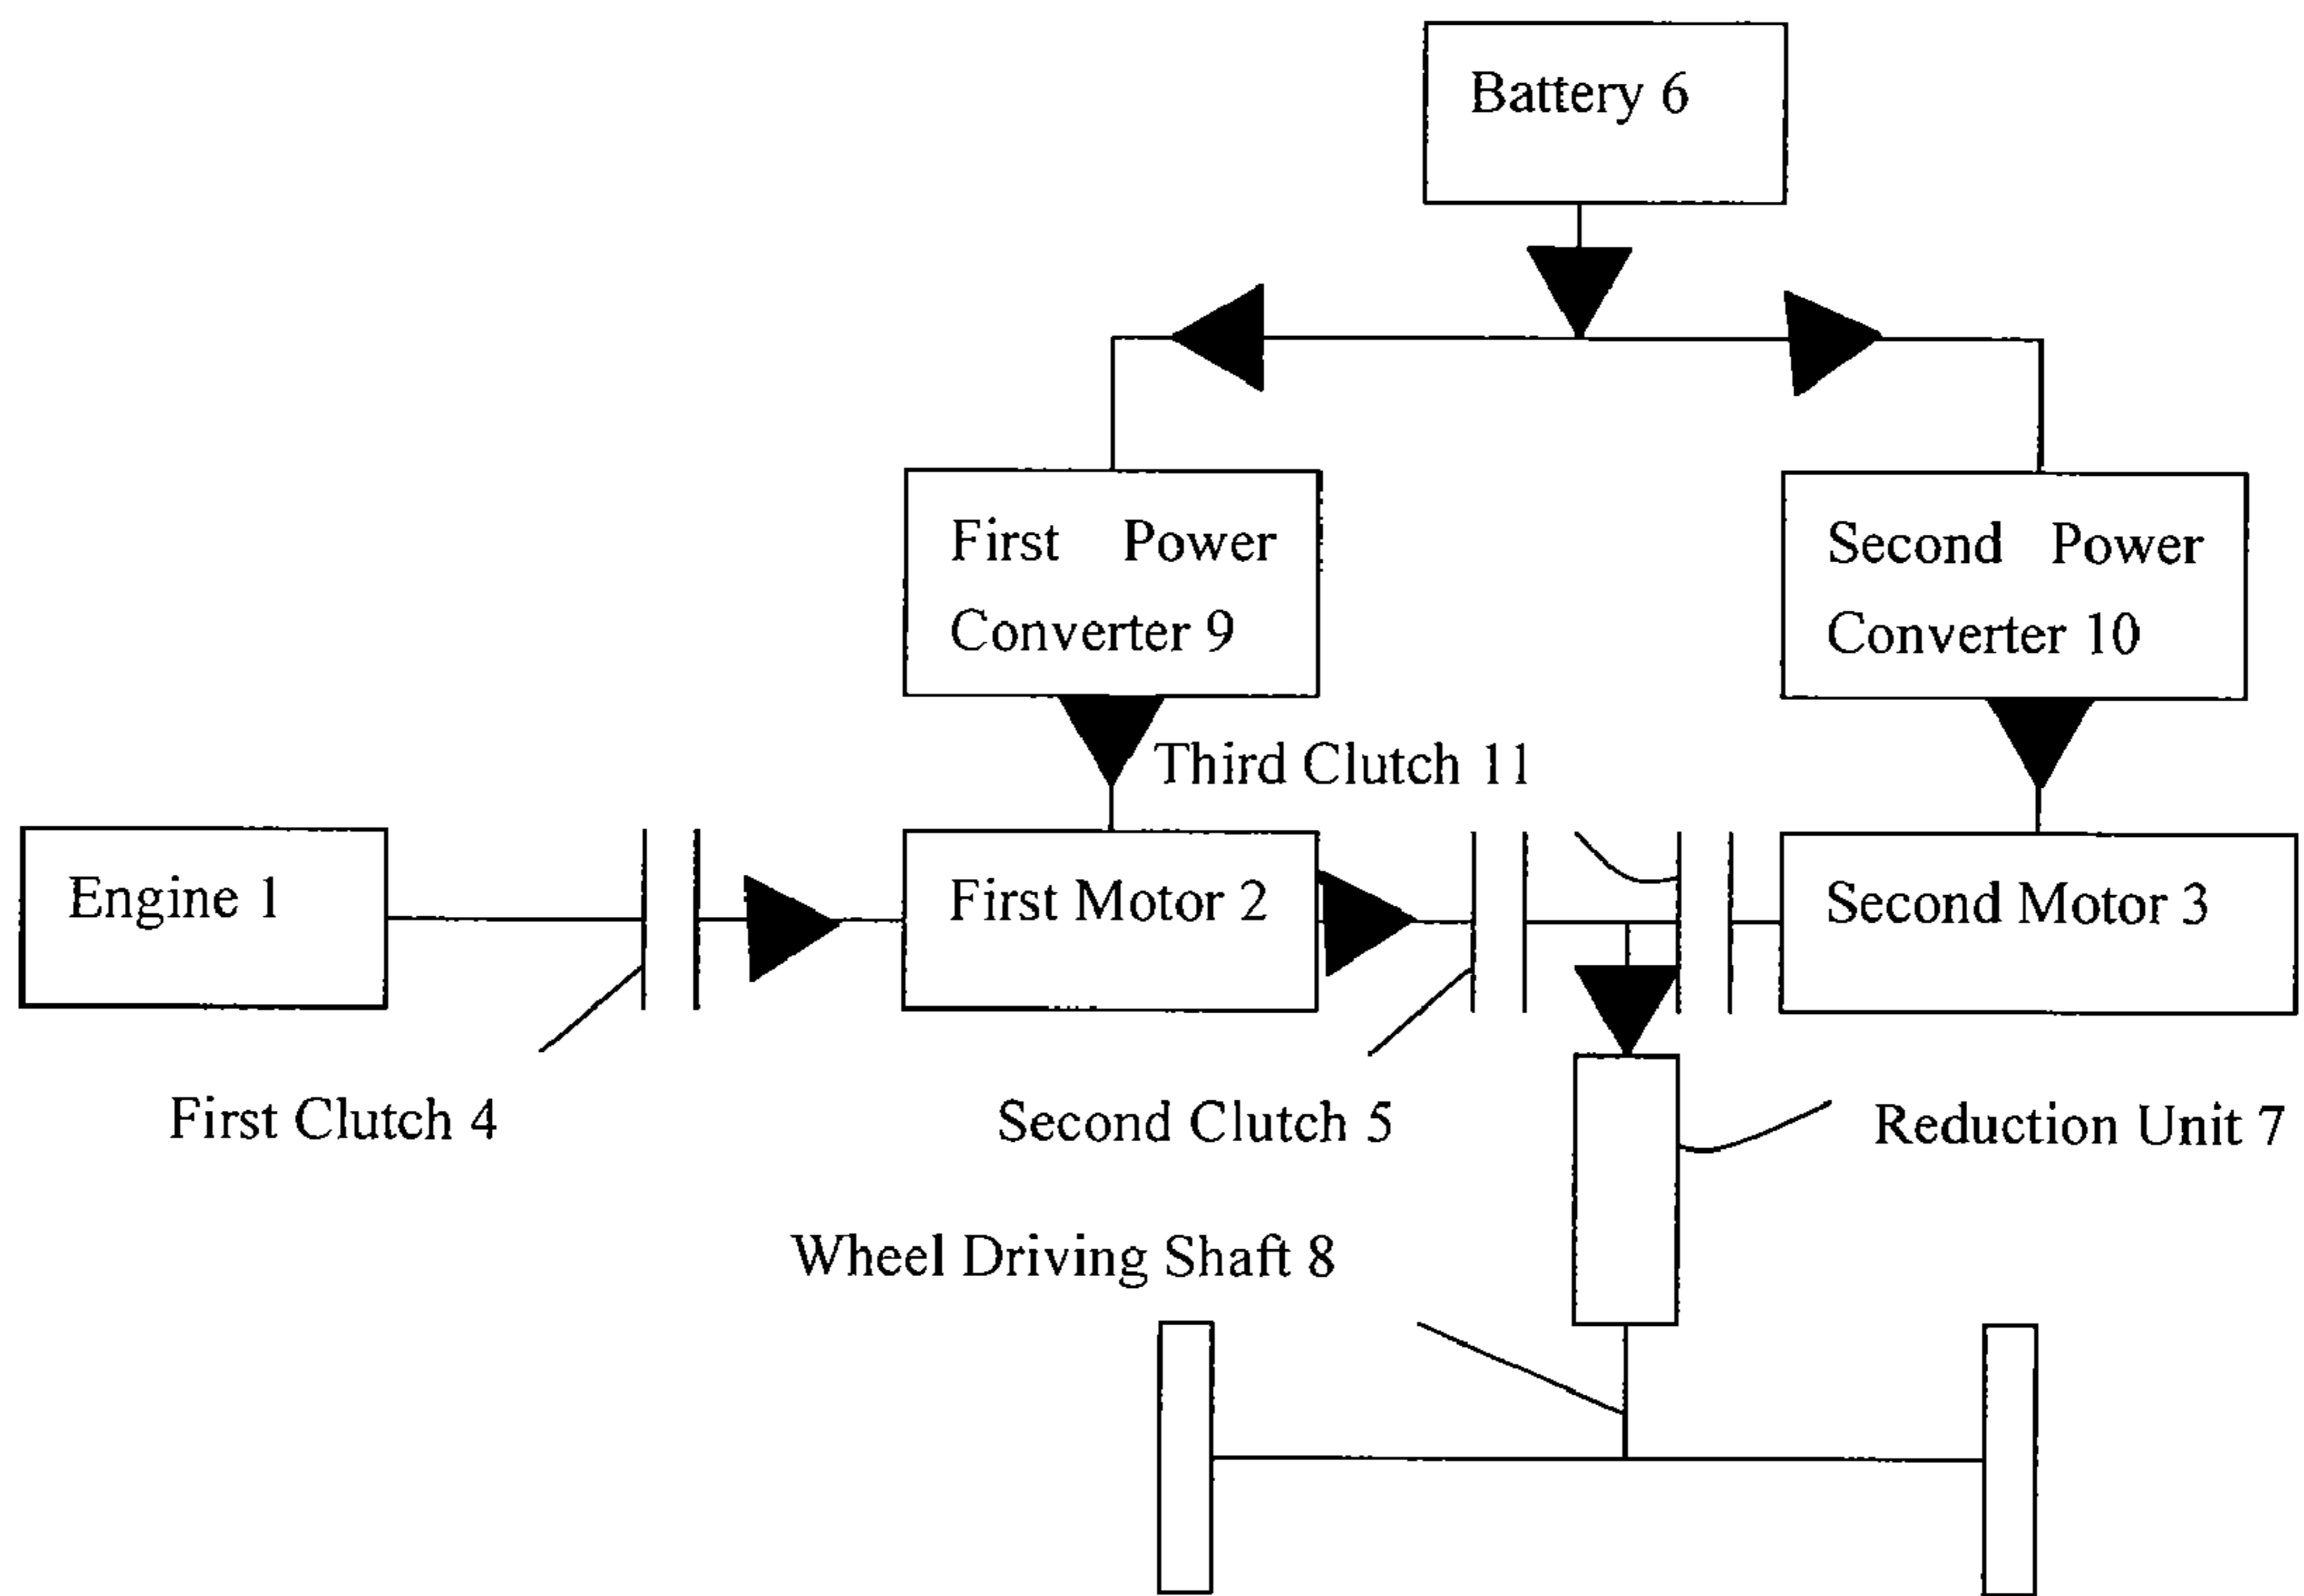 Battery 6
First Power
Converter 9
Second Power
Converter 10
Third Clutch 11
Engine 1
First Motor 2
Second Motor 3
First Clutch 4
Second Clutch 5
Reduction Unit 7
Wheel Driving Shaft 8